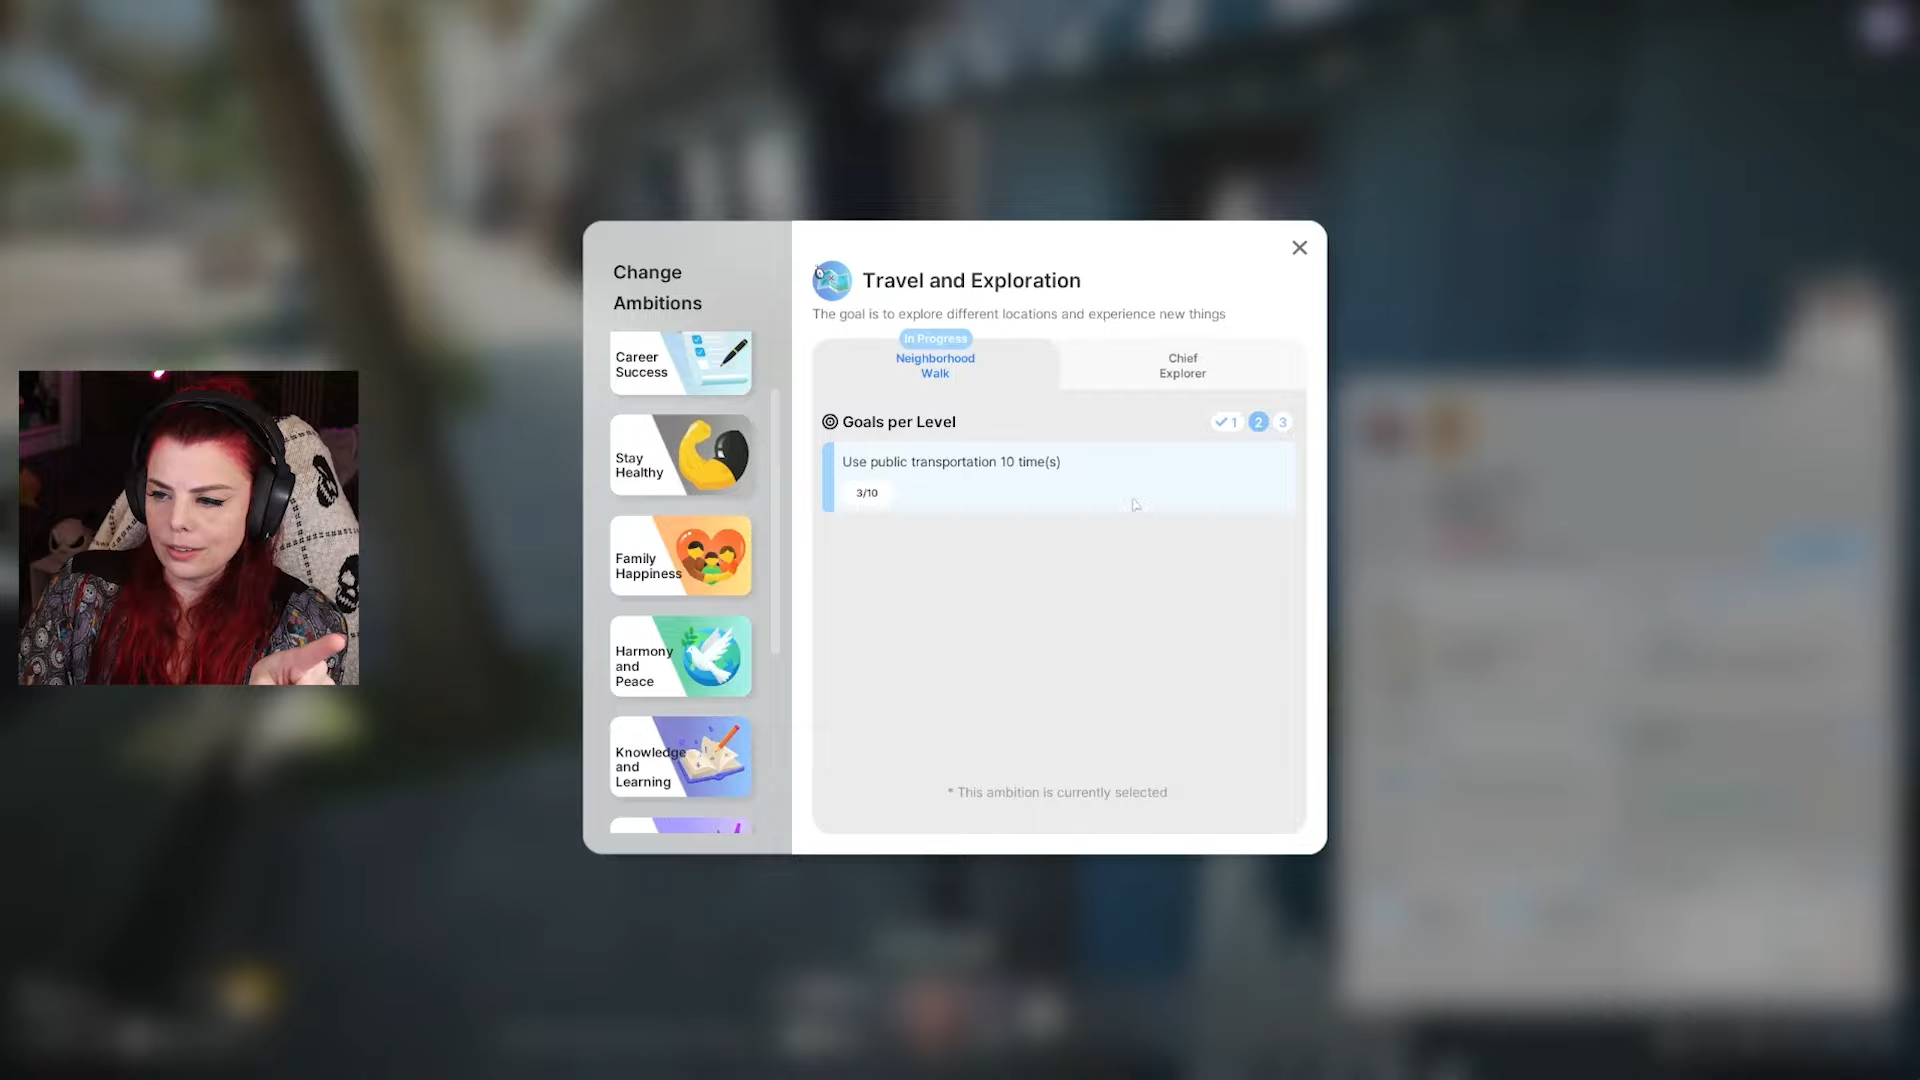 Change
Ambitions
Career
Success
Stay
Healthy
Family
Happiness
Harmony
and
Peace
Knowledge
and
Learning
Travel and Exploration
The goal is to explore different locations and experience new things
In Progress
Neighborhood
Walk
Chief
Explorer
Goals per Level
1 2 3
Use public transportation 10 time(s)
3/10
* This ambition is currently selected